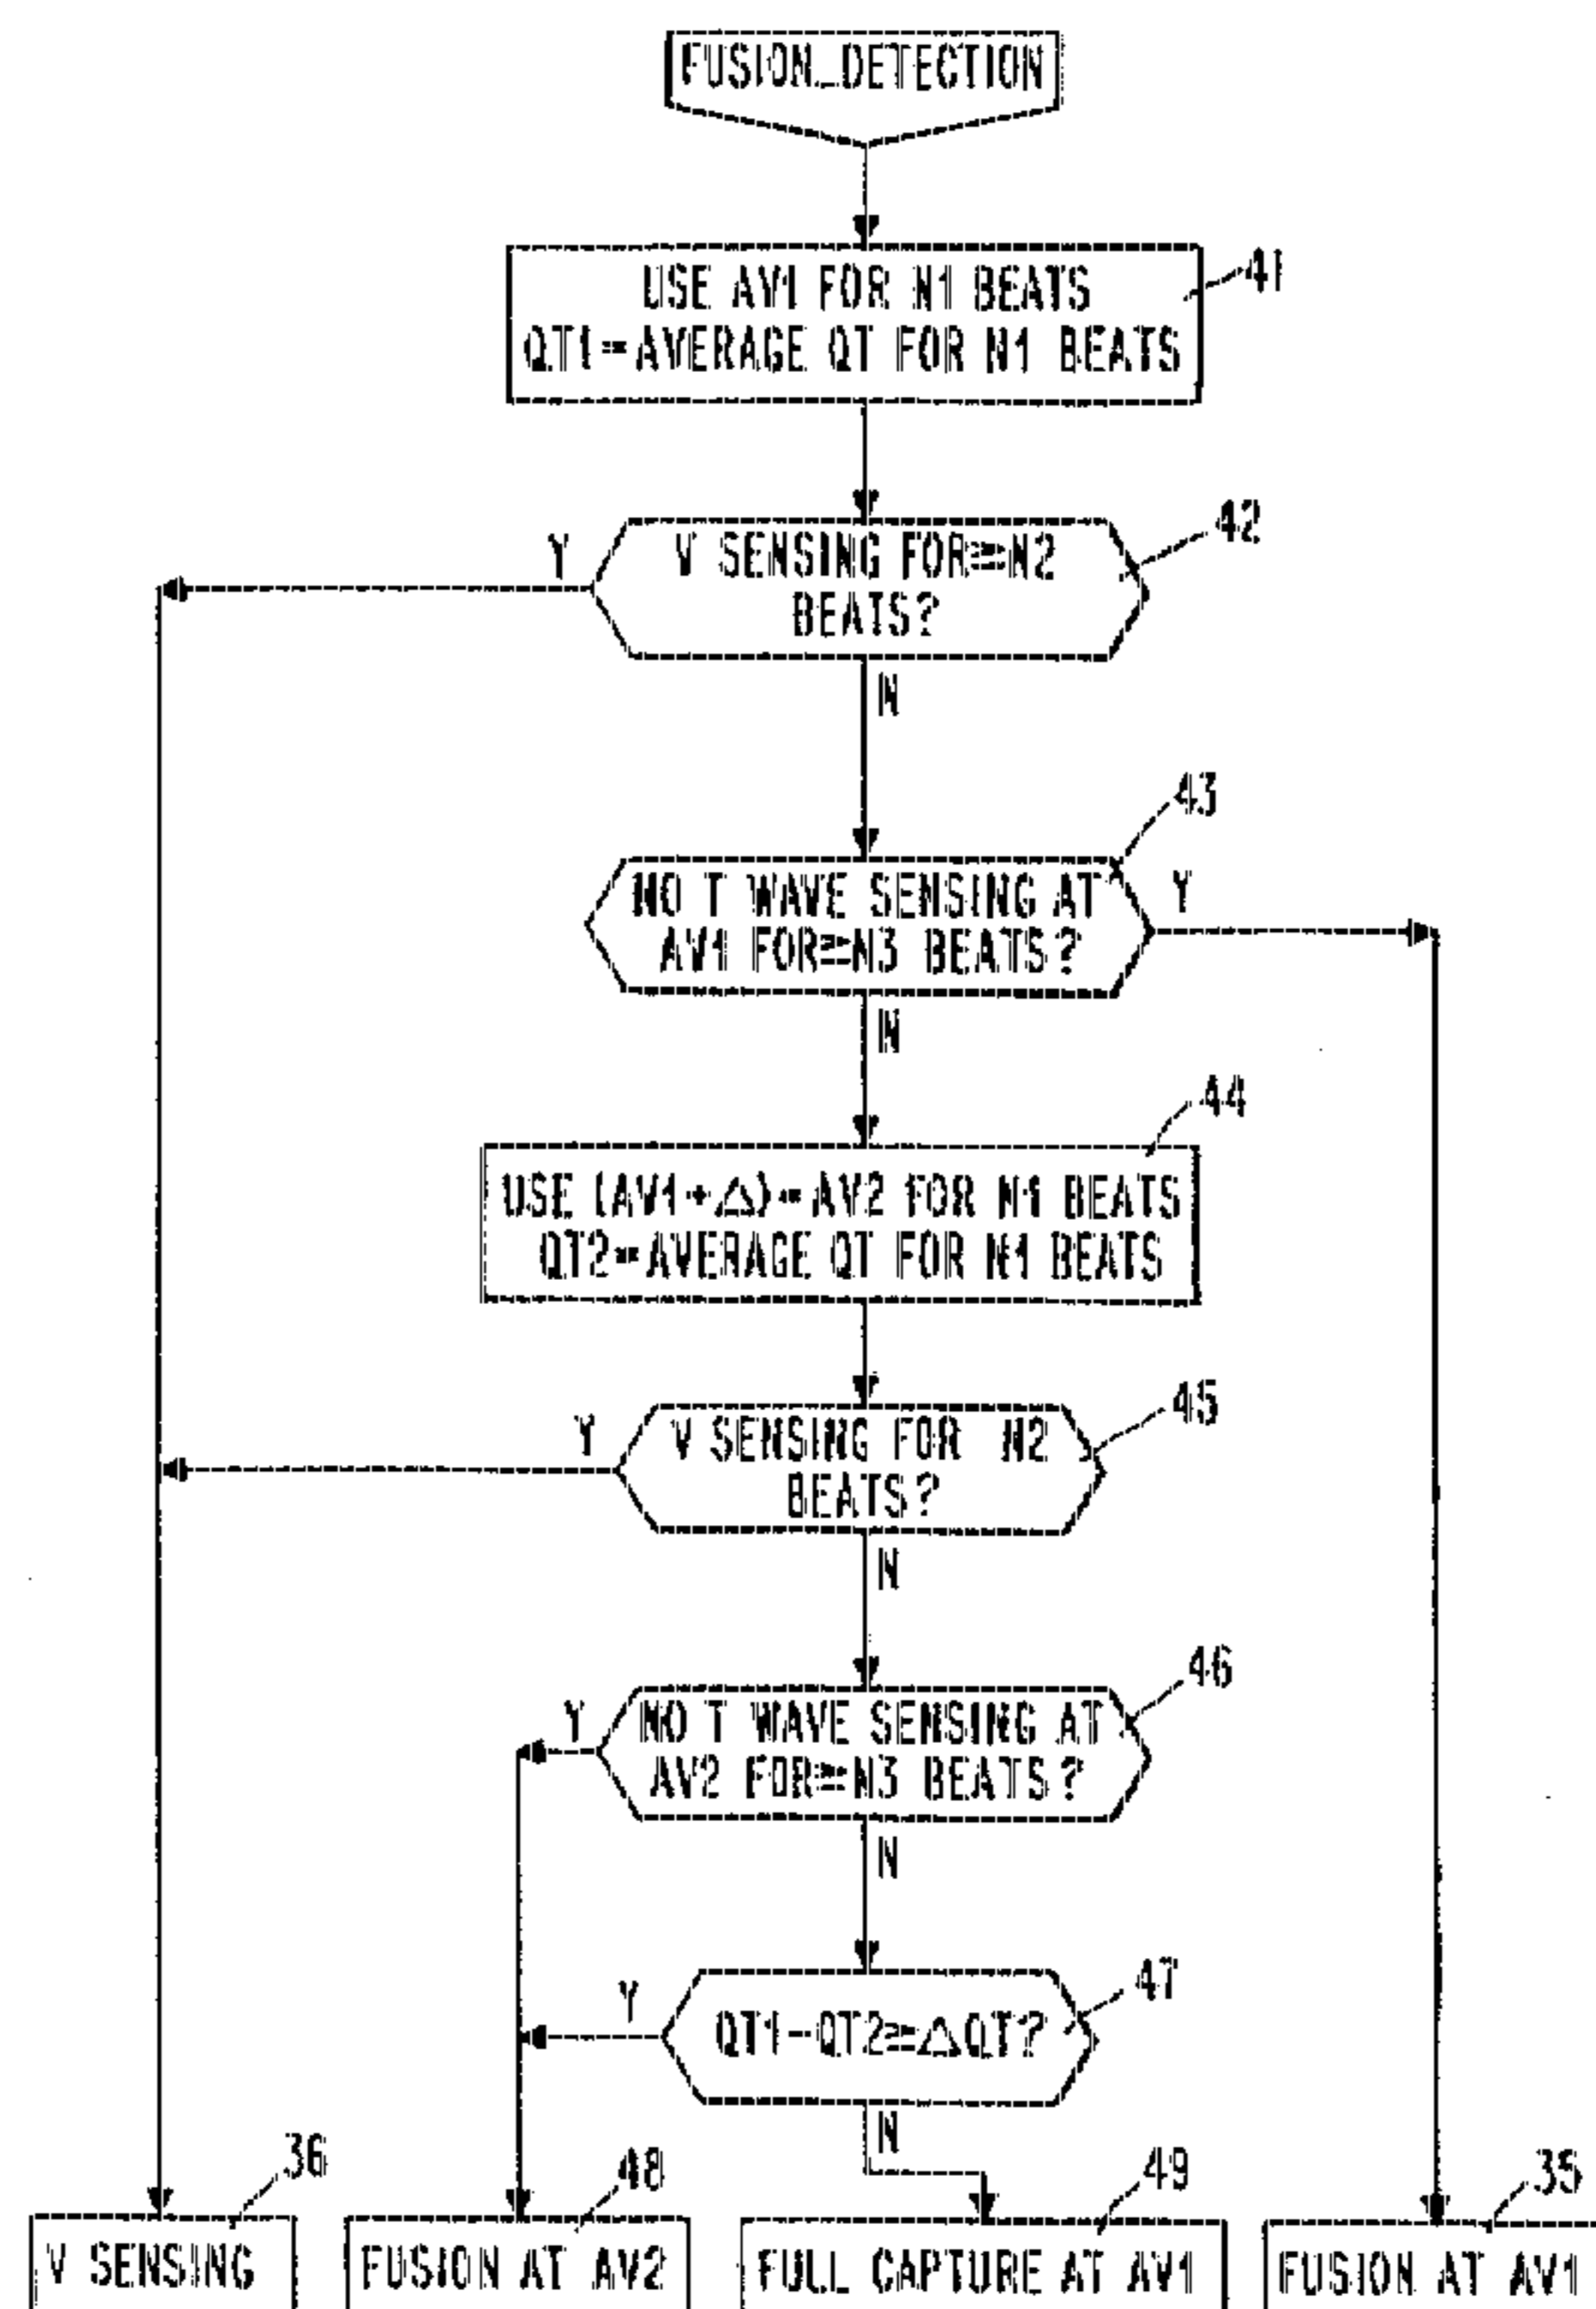 FUSION_DETECTION
41
USE AV1 FOR N1 BEATS
QT1=AVERAGE QT FOR N1 BEATS
42
Y
V SENSING FOR≥N2
BEATS?
N
43
NO T WAVE SENSING AT
AV1 FOR≥N3 BEATS?
Y
N
44
USE (AV1+△)=AV2 FOR N1 BEATS
QT2=AVERAGE QT FOR N1 BEATS
45
Y
V SENSING FOR N2
BEATS?
N
46
Y
NO T WAVE SENSING AT
AV2 FOR≥N3 BEATS?
N
47
Y
QT1-QT2≥△QT?
N
36
48
49
35
V SENSING
FUSION AT AV2
FULL CAPTURE AT AV1
FUSION AT AV1